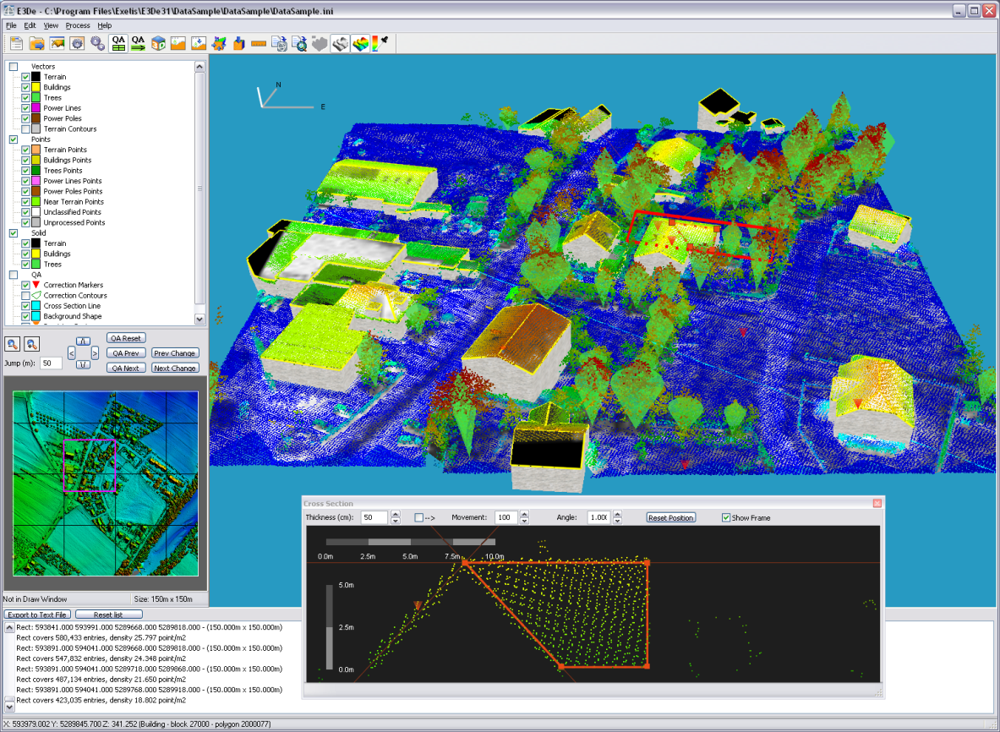 E3De - C:\Program Files\Exelis\E3De31\DataSample\DataSample\DataSample.ini
File Edit View Process Help
QA QA
Vectors
Terrain
Buildings
Trees
Power Lines
Power Poles
Terrain Contours
Points
Terrain Points
Buildings Points
Trees Points
Power Lines Points
Power Poles Points
Near Terrain Points
Unclassified Points
Unprocessed Points
Solid
Terrain
Buildings
Trees
QA
Correction Markers
Correction Contours
Cross Section Line
Background Shape
N
E
QA Reset
QA Prev Prev Change
Jump (m): 50
QA Next Next Change
Not in Draw Window Size: 150m x 150m
Export to Text File Reset list
Rect: 593841.000 593991.000 5289668.000 5289818.000 - (150.000m x 150.000m)
Rect covers 580,433 entries, density 25.797 point/m2
Rect: 593891.000 594041.000 5289668.000 5289818.000 - (150.000m x 150.000m)
Rect covers 547,832 entries, density 24.348 point/m2
Rect: 593891.000 594041.000 5289718.000 5289868.000 - (150.000m x 150.000m)
Rect covers 487,134 entries, density 21.650 point/m2
Rect: 593891.000 594041.000 5289768.000 5289918.000 - (150.000m x 150.000m)
Rect covers 423,035 entries, density 18.802 point/m2
Cross Section
Thickness (cm): 50 --> Movement: 100 Angle: 1.00 Reset Position Show Frame
0.0m 2.5m 5.0m 7.5m 10.0m
5.0m
2.5m
0.0m
X: 593979.002 Y: 5289845.700 Z: 341.252 (Building - block 27000 - polygon 2000077)